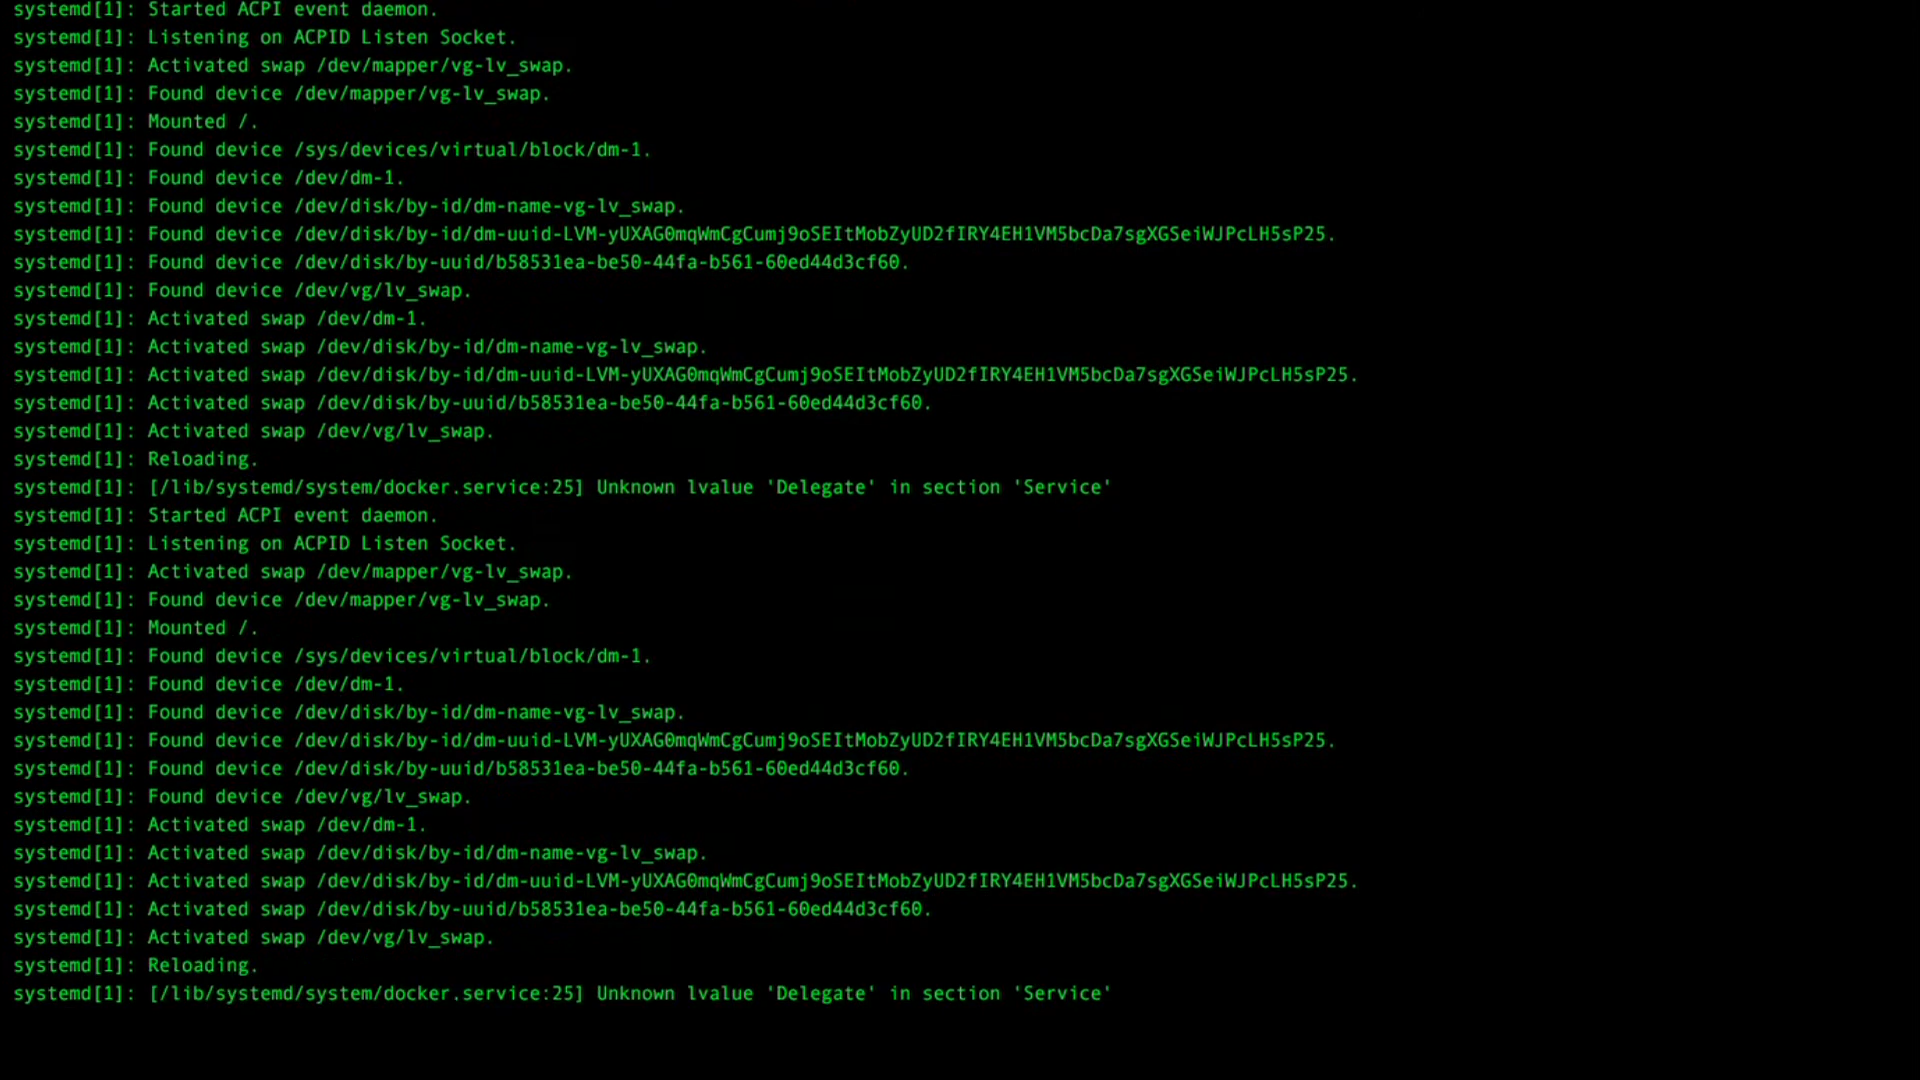 systemd[1]: Started ACPI event daemon.
systemd[1]: Listening on ACPID Listen Socket.
systemd[1]: Activated swap /dev/mapper/vg-lv_swap.
systemd[1]: Found device /dev/mapper/vg-lv_swap.
systemd[1]: Mounted /.
systemd[1]: Found device /sys/devices/virtual/block/dm-1.
systemd[1]: Found device /dev/dm-1.
systemd[1]: Found device /dev/disk/by-id/dm-name-vg-lv_swap.
systemd[1]: Found device /dev/disk/by-id/dm-uuid-LVM-yUXAG0mqWmCgCumj9oSEItMobZyUD2fIRY4EH1VM5bcDa7sgXGSeiWJPcLH5sP25.
systemd[1]: Found device /dev/disk/by-uuid/b58531ea-be50-44fa-b561-60ed44d3cf60.
systemd[1]: Found device /dev/vg/lv_swap.
systemd[1]: Activated swap /dev/dm-1.
systemd[1]: Activated swap /dev/disk/by-id/dm-name-vg-lv_swap.
systemd[1]: Activated swap /dev/disk/by-id/dm-uuid-LVM-yUXAG0mqWmCgCumj9oSEItMobZyUD2fIRY4EH1VM5bcDa7sgXGSeiWJPcLH5sP25.
systemd[1]: Activated swap /dev/disk/by-uuid/b58531ea-be50-44fa-b561-60ed44d3cf60.
systemd[1]: Activated swap /dev/vg/lv_swap.
systemd[1]: Reloading.
systemd[1]: [/lib/systemd/system/docker.service:25] Unknown lvalue 'Delegate' in section 'Service'
systemd[1]: Started ACPI event daemon.
systemd[1]: Listening on ACPID Listen Socket.
systemd[1]: Activated swap /dev/mapper/vg-lv_swap.
systemd[1]: Found device /dev/mapper/vg-lv_swap.
systemd[1]: Mounted /.
systemd[1]: Found device /sys/devices/virtual/block/dm-1.
systemd[1]: Found device /dev/dm-1.
systemd[1]: Found device /dev/disk/by-id/dm-name-vg-lv_swap.
systemd[1]: Found device /dev/disk/by-id/dm-uuid-LVM-yUXAG0mqWmCgCumj9oSEItMobZyUD2fIRY4EH1VM5bcDa7sgXGSeiWJPcLH5sP25.
systemd[1]: Found device /dev/disk/by-uuid/b58531ea-be50-44fa-b561-60ed44d3cf60.
systemd[1]: Found device /dev/vg/lv_swap.
systemd[1]: Activated swap /dev/dm-1.
systemd[1]: Activated swap /dev/disk/by-id/dm-name-vg-lv_swap.
systemd[1]: Activated swap /dev/disk/by-id/dm-uuid-LVM-yUXAG0mqWmCgCumj9oSEItMobZyUD2fIRY4EH1VM5bcDa7sgXGSeiWJPcLH5sP25.
systemd[1]: Activated swap /dev/disk/by-uuid/b58531ea-be50-44fa-b561-60ed44d3cf60.
systemd[1]: Activated swap /dev/vg/lv_swap.
systemd[1]: Reloading.
systemd[1]: [/lib/systemd/system/docker.service:25] Unknown lvalue 'Delegate' in section 'Service'